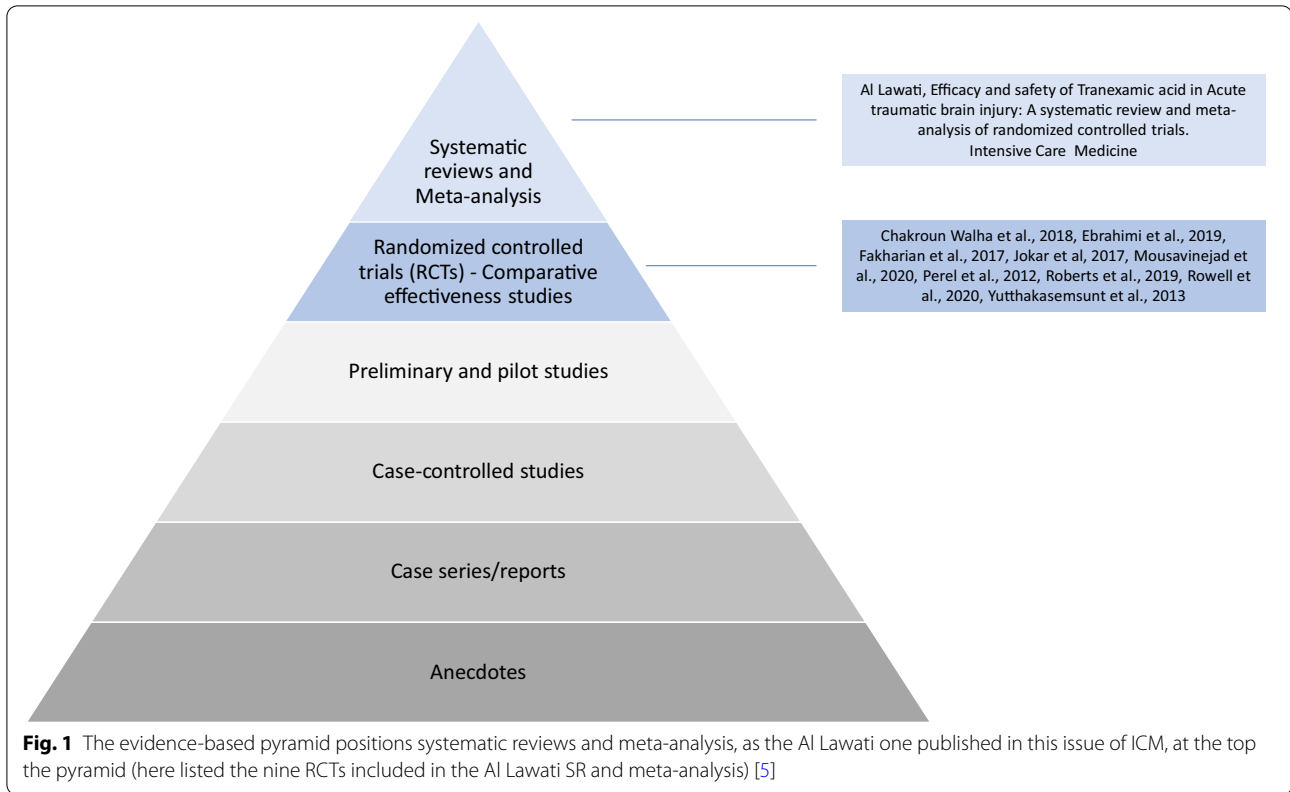 Systematic
reviews and
Meta-analysis
Al Lawati, Efficacy and safety of Tranexamic acid in Acute
traumatic brain injury: A systematic review and meta-
analysis of randomized controlled trials.
Intensive Care Medicine
Randomized controlled
trials (RCTs) - Comparative
effectiveness studies
Chakroun Walha et al., 2018, Ebrahimi et al., 2019,
Fakharian et al., 2017, Jokar et al, 2017, Mousavinejad et
al., 2020, Perel et al., 2012, Roberts et al., 2019, Rowell et
al., 2020, Yutthakasemsunt et al., 2013
Preliminary and pilot studies
Case-controlled studies
Case series/reports
Anecdotes
Fig. 1 The evidence-based pyramid positions systematic reviews and meta-analysis, as the Al Lawati one published in this issue of ICM, at the top
the pyramid (here listed the nine RCTs included in the Al Lawati SR and meta-analysis) [5]